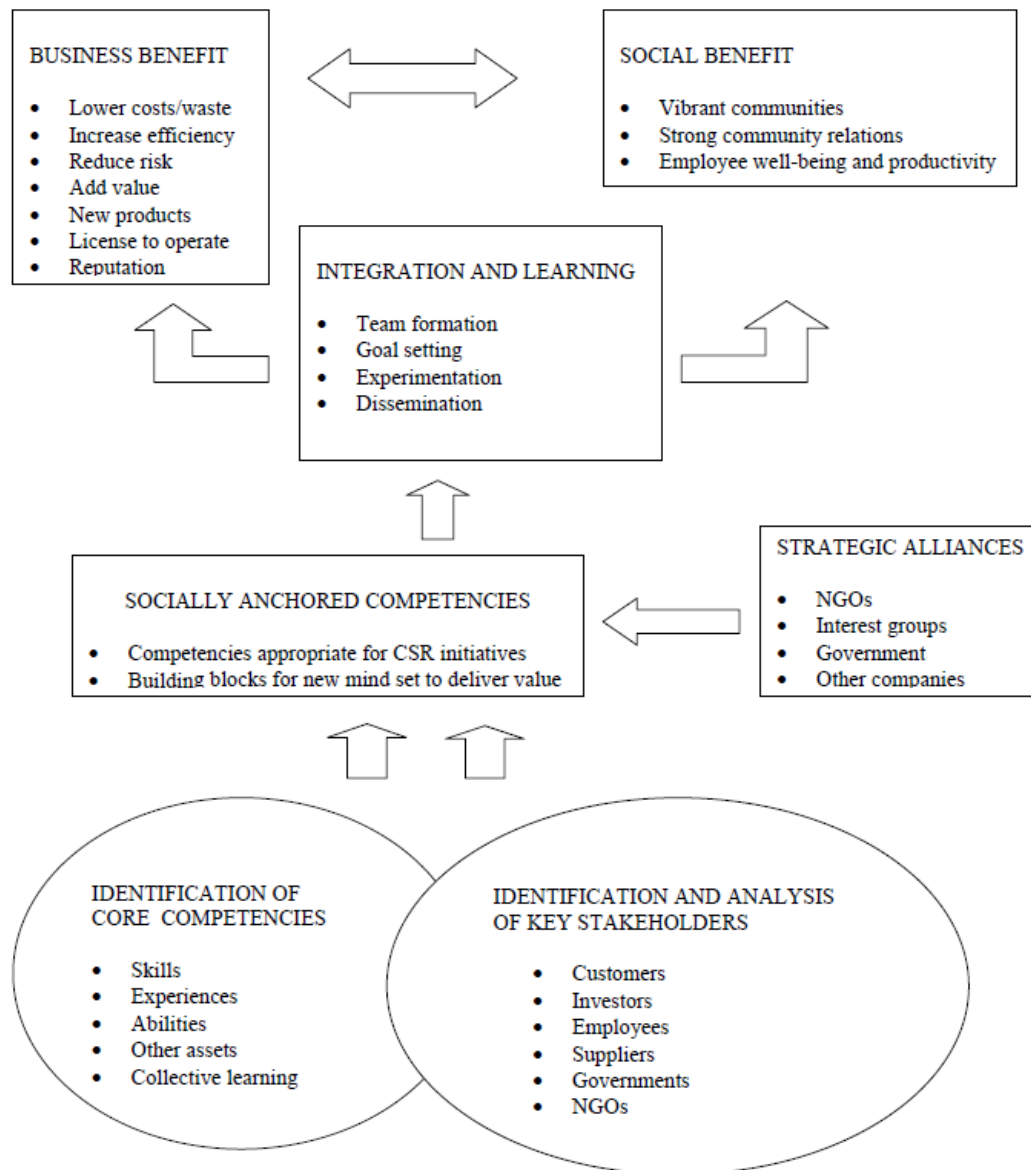 BUSINESS BENEFIT
• Lower costs/waste
• Increase efficiency
• Reduce risk
• Add value
• New products
• License to operate
• Reputation
SOCIAL BENEFIT
• Vibrant communities
• Strong community relations
• Employee well-being and productivity
INTEGRATION AND LEARNING
• Team formation
• Goal setting
• Experimentation
• Dissemination
SOCIALLY ANCHORED COMPETENCIES
• Competencies appropriate for CSR initiatives
• Building blocks for new mind set to deliver value
STRATEGIC ALLIANCES
• NGOs
• Interest groups
• Government
• Other companies
IDENTIFICATION OF
CORE COMPETENCIES
• Skills
• Experiences
• Abilities
• Other assets
• Collective learning
IDENTIFICATION AND ANALYSIS
OF KEY STAKEHOLDERS
• Customers
• Investors
• Employees
• Suppliers
• Governments
• NGOs